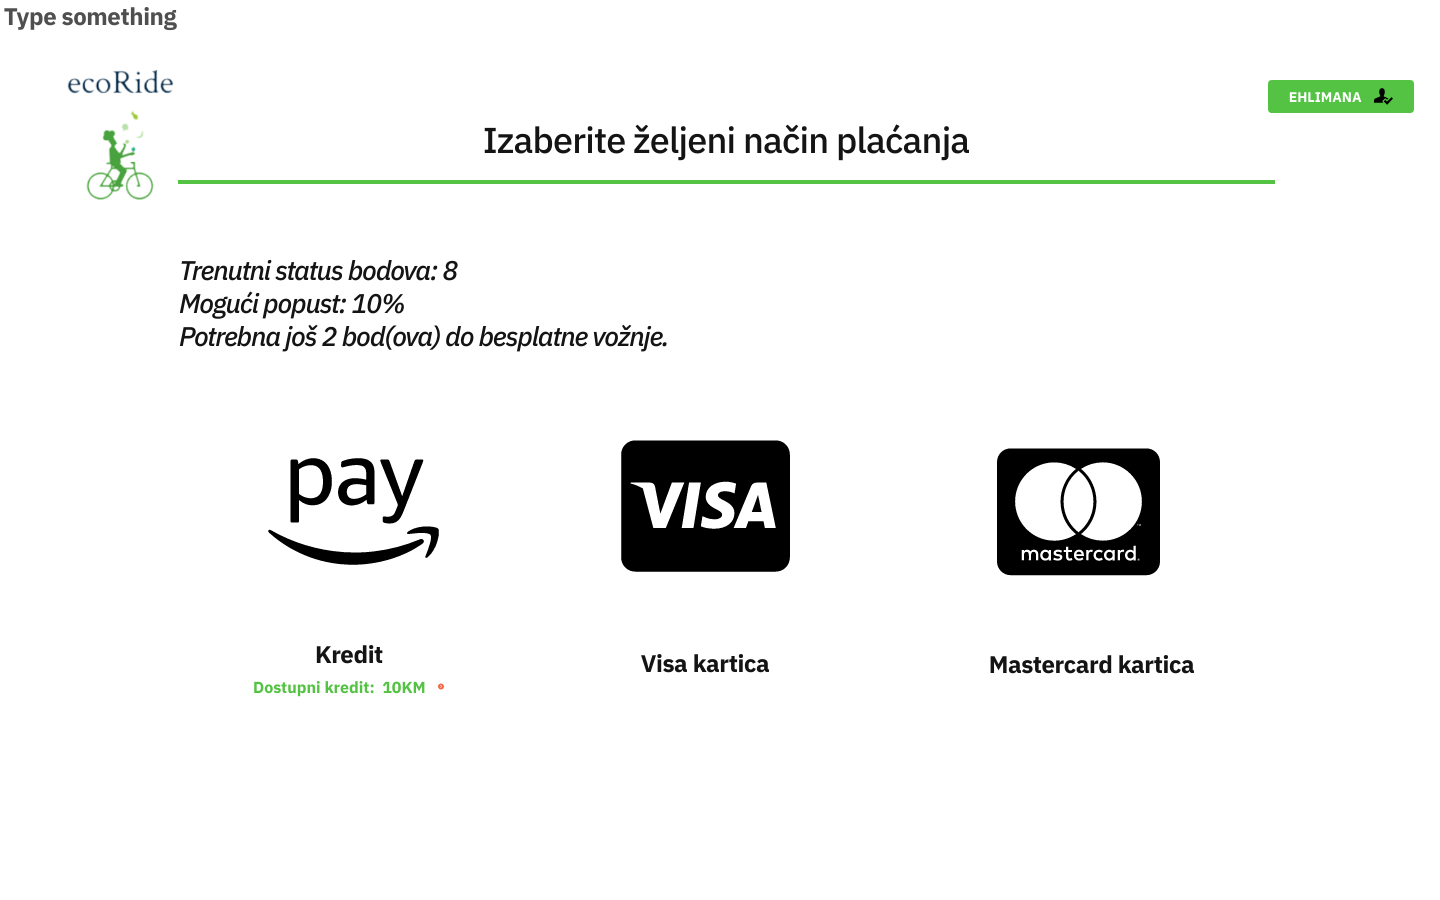 Type something
ecoRide
EHLIMANA
Izaberite željeni način plaćanja
Trenutni status bodova: 8
Mogući popust: 10%
Potrebna još 2 bod(ova) do besplatne vožnje.
pay
VISA
mastercard.
Kredit
Visa kartica
Mastercard kartica
Dostupni kredit: 10KM